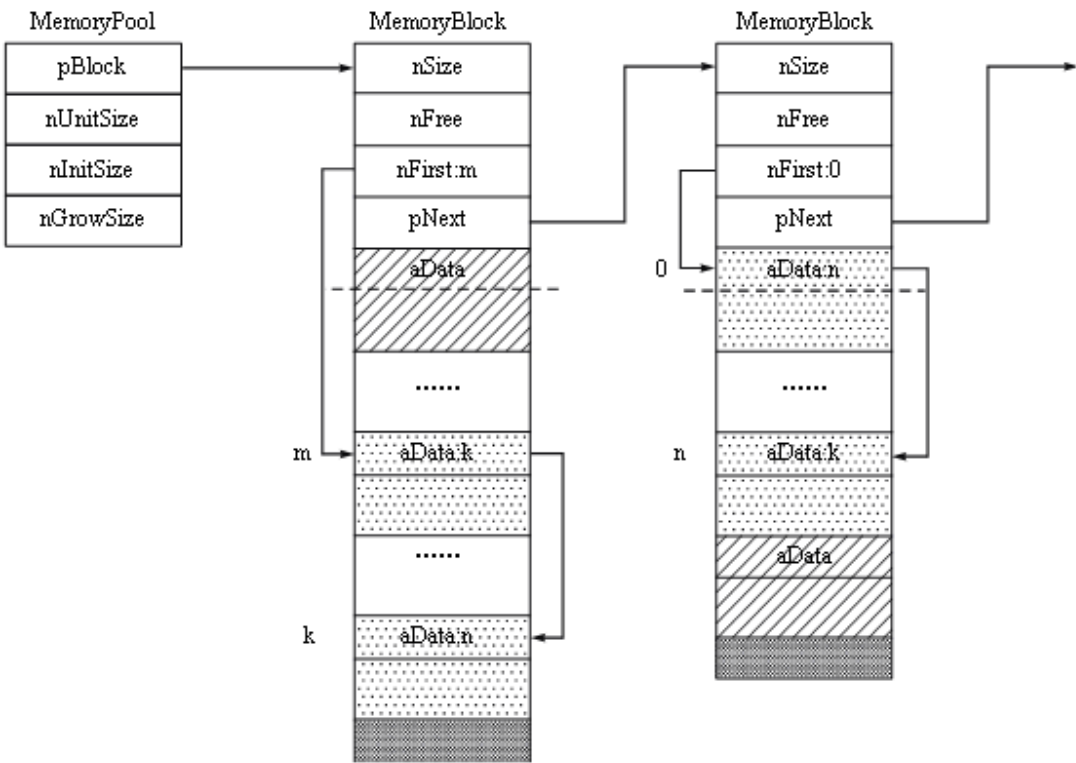 MemoryPool
pBlock
nUnitSize
nInitSize
nGrowSize
MemoryBlock
nSize
nFree
nFirst:m
pNext
aData
......
m
aData:k
......
k
aData:n
MemoryBlock
nSize
nFree
nFirst:0
pNext
0
aData:n
......
n
aData:k
aData